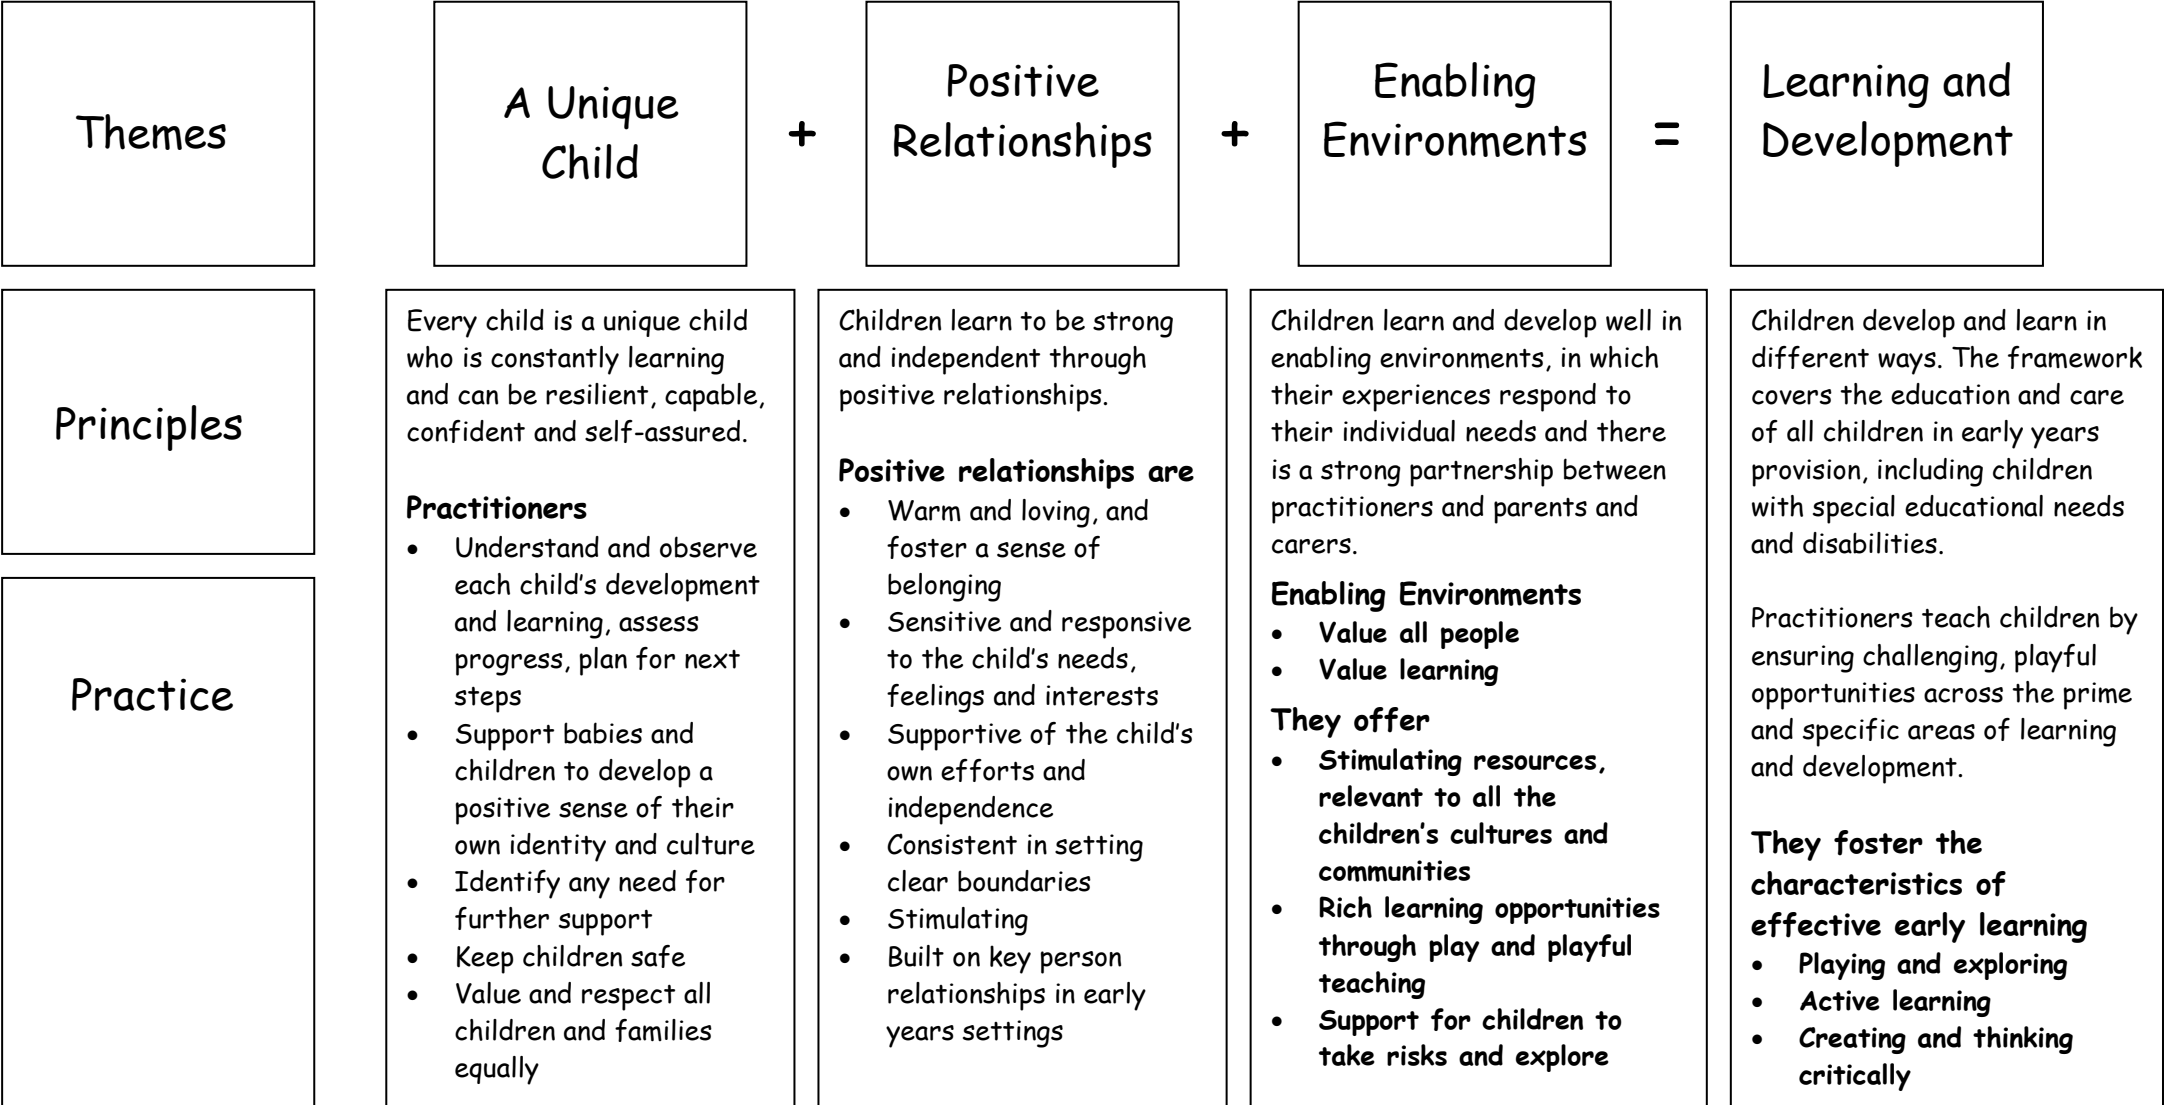 Themes
A Unique
Child
+
Positive
Relationships
+
Enabling
Environments
=
Learning and
Development
Principles
Practice
Every child is a unique child
who is constantly learning
and can be resilient, capable,
confident and self-assured.
Practitioners
• Understand and observe
each child's development
and learning, assess
progress, plan for next
steps
• Support babies and
children to develop a
positive sense of their
own identity and culture
• Identify any need for
further support
• Keep children safe
• Value and respect all
children and families
equally
Children learn to be strong
and independent through
positive relationships.
Positive relationships are
• Warm and loving, and
foster a sense of
belonging
• Sensitive and responsive
to the child's needs,
feelings and interests
• Supportive of the child's
own efforts and
independence
• Consistent in setting
clear boundaries
• Stimulating
• Built on key person
relationships in early
years settings
Children learn and develop well in
enabling environments, in which
their experiences respond to
their individual needs and there
is a strong partnership between
practitioners and parents and
carers.
Enabling Environments
• Value all people
• Value learning
They offer
• Stimulating resources,
relevant to all the
children's cultures and
communities
• Rich learning opportunities
through play and playful
teaching
• Support for children to
take risks and explore
Children develop and learn in
different ways. The framework
covers the education and care
of all children in early years
provision, including children
with special educational needs
and disabilities.
Practitioners teach children by
ensuring challenging, playful
opportunities across the prime
and specific areas of learning
and development.
They foster the
characteristics of
effective early learning
• Playing and exploring
• Active learning
• Creating and thinking
critically